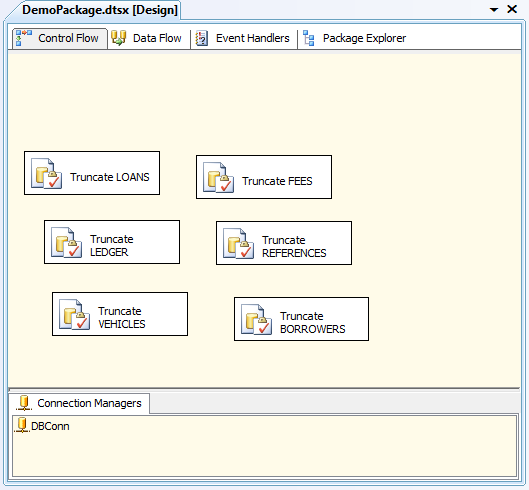 DemoPackage.dtsx [Design]
Control Flow Data Flow Event Handlers Package Explorer
Truncate LOANS
Truncate FEES
Truncate
LEDGER
Truncate
REFERENCES
Truncate
VEHICLES
Truncate
BORROWERS
Connection Managers
DBConn